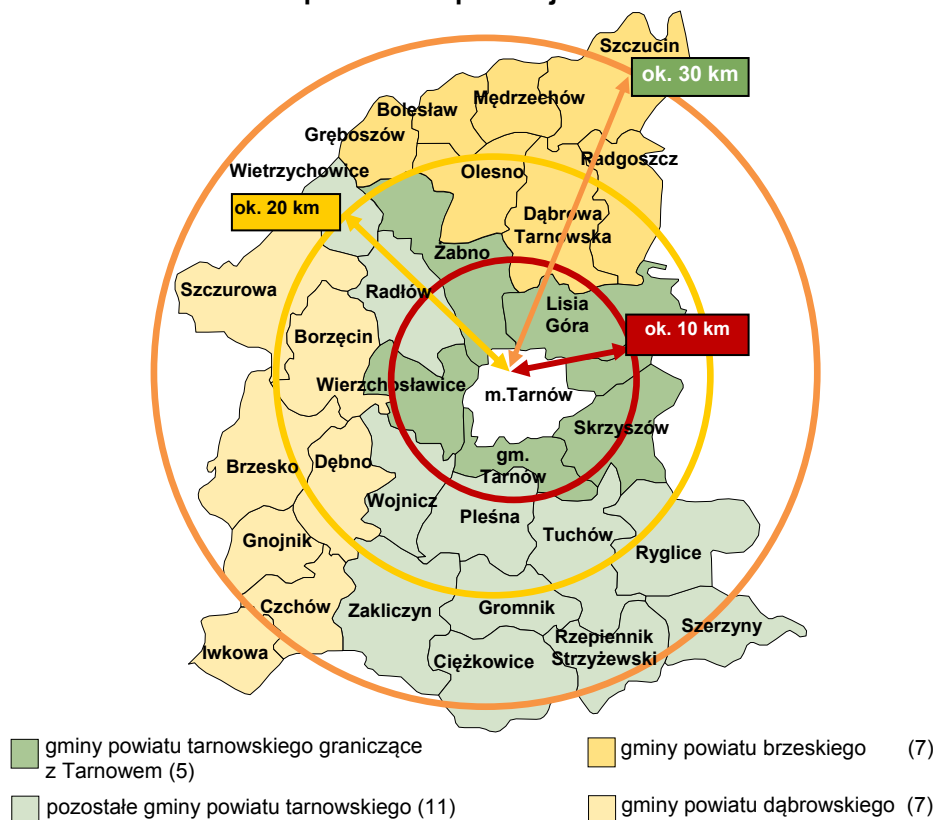 Szczucin
ok. 30 km
Mędrzechów
Bolesław
Gręboszów
Radgoszcz
Wietrzychowice
Olesno
ok. 20 km
Dąbrowa
Tarnowska
Żabno
Szczurowa
Radłów
Lisia
Góra
ok. 10 km
Borzęcin
Wierzchosławice
m.Tarnów
Skrzyszów
gm.
Tarnów
Brzesko
Dębno
Wojnicz
Pleśna
Tuchów
Gnojnik
Ryglice
Czchów
Zakliczyn
Gromnik
Szerzyny
Rzepiennik
Strzyżewski
Iwkowa
Ciężkowice
gminy powiatu tarnowskiego graniczące
z Tarnowem (5)
gminy powiatu brzeskiego (7)
pozostałe gminy powiatu tarnowskiego (11)
gminy powiatu dąbrowskiego (7)